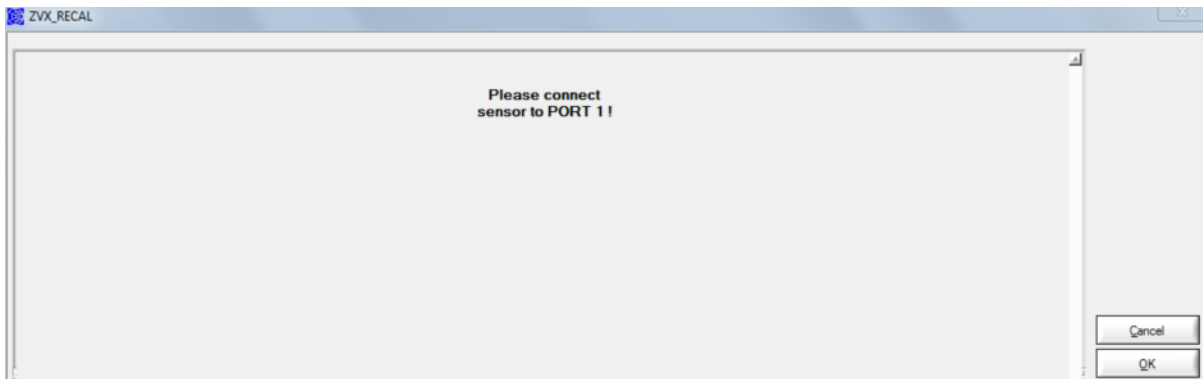 ZVX_RECAL
Please connect
sensor to PORT 1 !
Cancel
OK